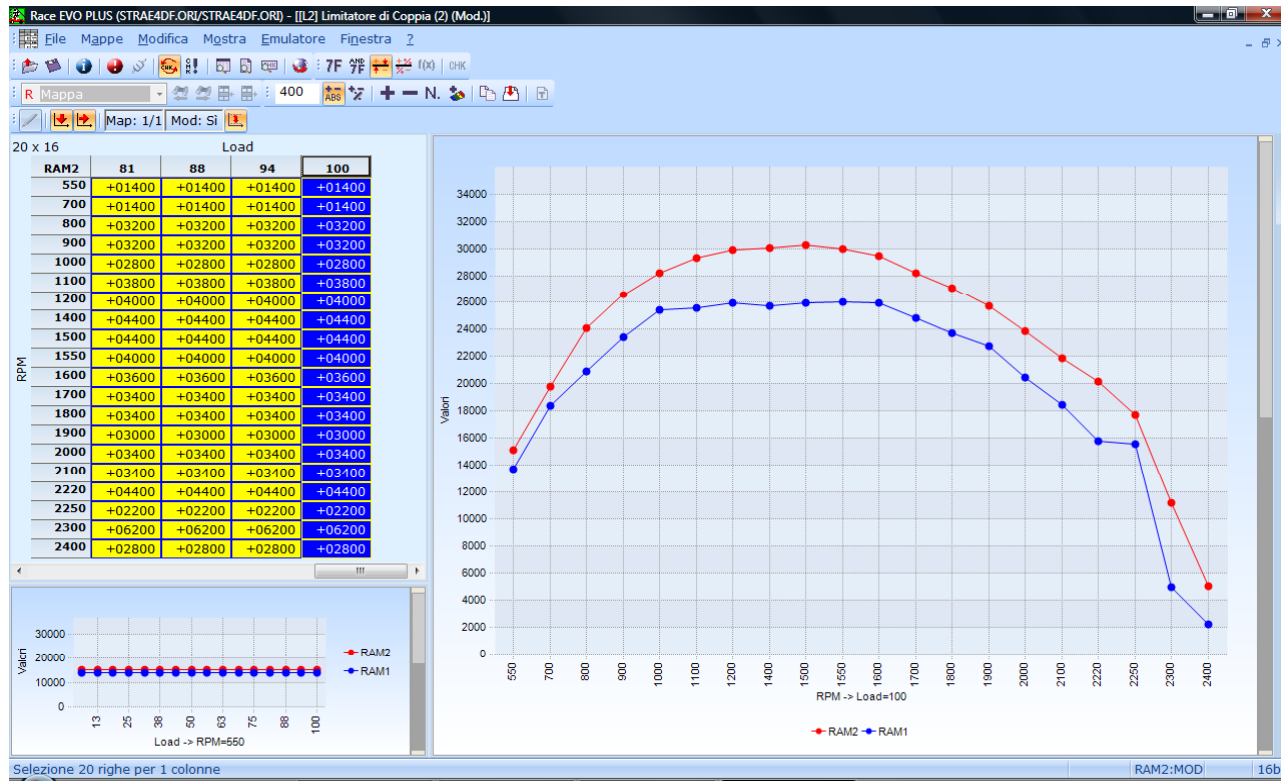 Race EVO PLUS (STRAE4DF.ORI/STRAE4DF.ORI) - [[L2] Limitatore di Coppia (2) (Mod.)]
File Mappe Modifica Mostra Emulatore Finestra ?
7F 7F f(x) CHK
R Mappa 400 ABS N.
Map: 1/1 Mod: Sì
20 x 16 Load
RAM2 81 88 94 100
550 +01400 +01400 +01400 +01400
700 +01400 +01400 +01400 +01400
800 +03200 +03200 +03200 +03200
900 +03200 +03200 +03200 +03200
1000 +02800 +02800 +02800 +02800
1100 +03800 +03800 +03800 +03800
1200 +04000 +04000 +04000 +04000
1400 +04400 +04400 +04400 +04400
1500 +04400 +04400 +04400 +04400
1550 +04000 +04000 +04000 +04000
1600 +03600 +03600 +03600 +03600
1700 +03400 +03400 +03400 +03400
1800 +03400 +03400 +03400 +03400
1900 +03000 +03000 +03000 +03000
2000 +03400 +03400 +03400 +03400
2100 +03400 +03400 +03400 +03400
2220 +04400 +04400 +04400 +04400
2250 +02200 +02200 +02200 +02200
2300 +06200 +06200 +06200 +06200
2400 +02800 +02800 +02800 +02800
RPM
30000
20000
10000
0
Valori
13 25 38 50 63 75 88 100
Load -> RPM=550
RAM2
RAM1
34000
32000
30000
28000
26000
24000
22000
20000
18000
16000
14000
12000
10000
8000
6000
4000
2000
0
Valori
550 700 800 900 1000 1100 1200 1400 1500 1550 1600 1700 1800 1900 2000 2100 2220 2250 2300 2400
RPM -> Load=100
RAM2 RAM1
Selezione 20 righe per 1 colonne RAM2:MOD 16b